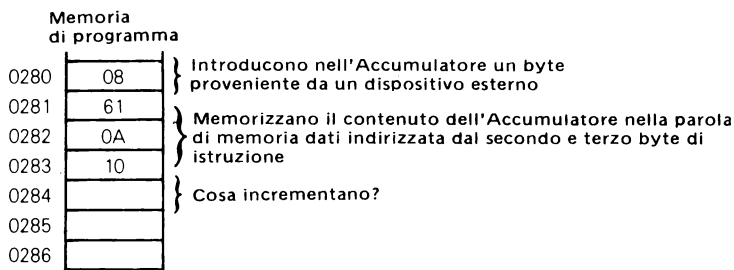 Memoria
di programma
0280 08 Introducono nell'Accumulatore un byte
proveniente da un dispositivo esterno
0281 61
0282 0A
0283 10
Memorizzano il contenuto dell'Accumulatore nella parola
di memoria dati indirizzata dal secondo e terzo byte di
istruzione
0284 Cosa incrementano?
0285
0286